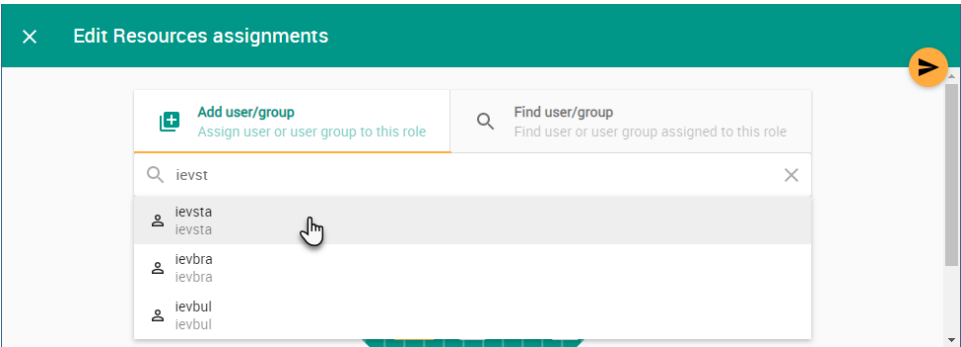 Edit Resources assignments
Add user/group
Assign user or user group to this role
Find user/group
Find user or user group assigned to this role
ievst
ievsta
ievsta
ievbra
ievbra
ievbul
ievbul